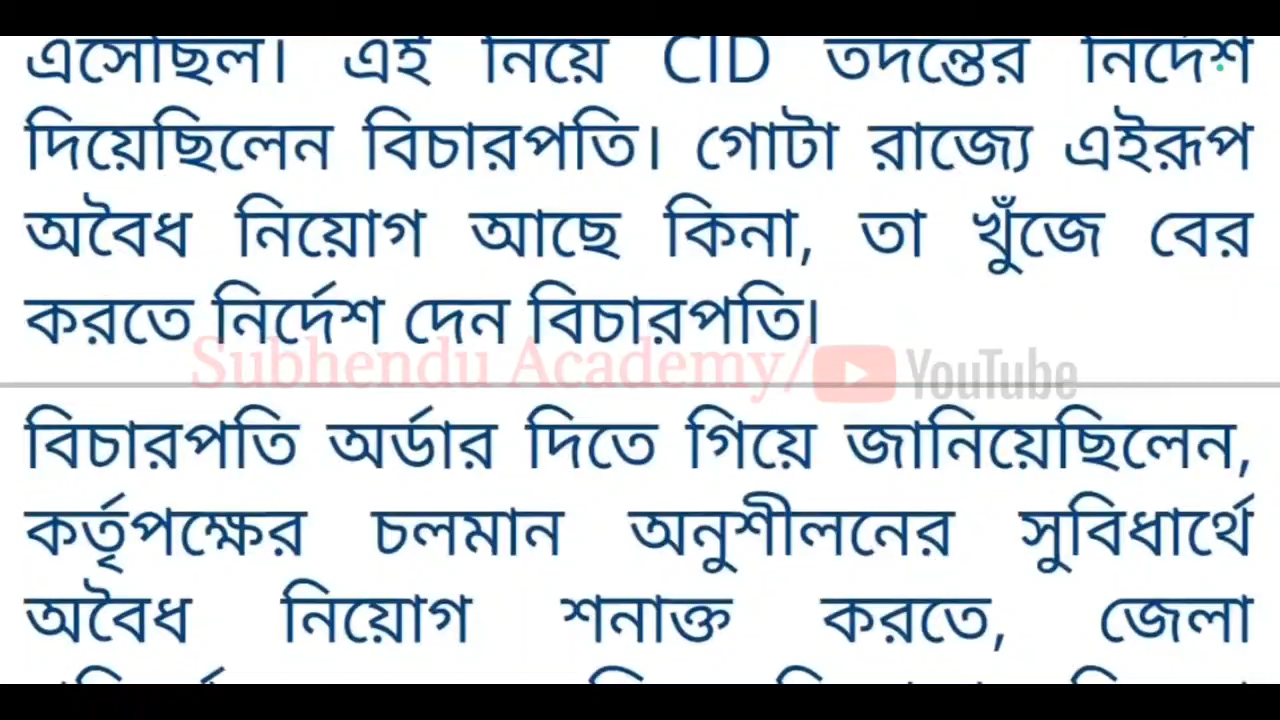 এসেছিল। এই নিয়ে CID তদন্তের নির্দেশ
দিয়েছিলেন বিচারপতি। গোটা রাজ্যে এইরূপ
অবৈধ নিয়োগ আছে কিনা, তা খুঁজে বের
করতে নির্দেশ দেন বিচারপতি।
Subhendu Academy/ YouTube
বিচারপতি অর্ডার দিতে গিয়ে জানিয়েছিলেন,
কর্তৃপক্ষের চলমান অনুশীলনের সুবিধার্থে
অবৈধ নিয়োগ শনাক্ত করতে, জেলা